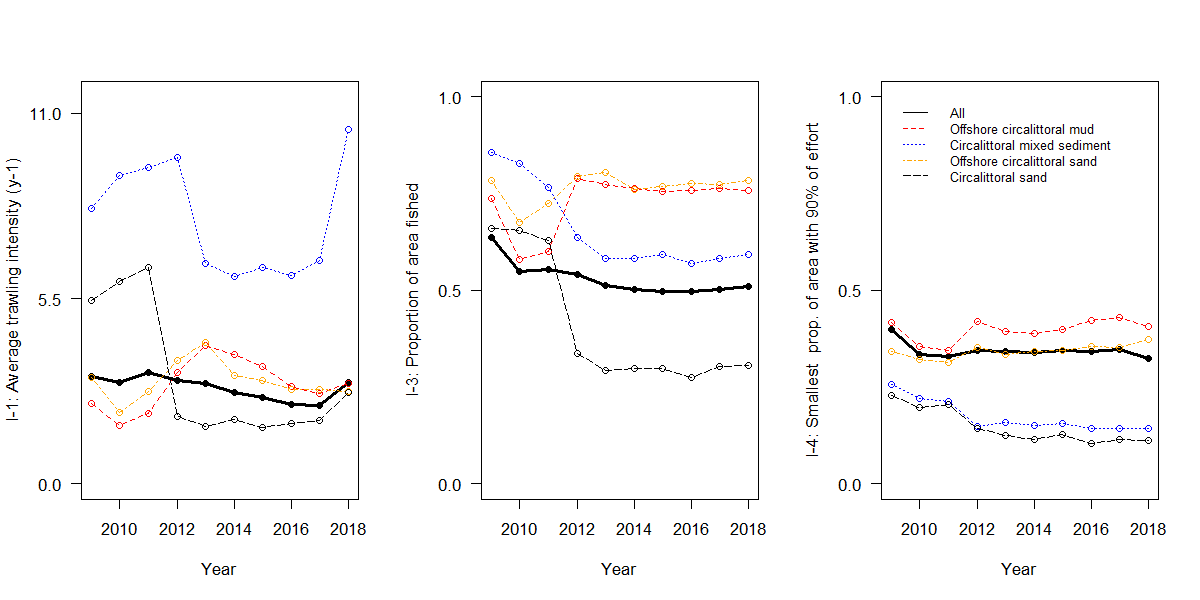 I-1: Average trawling intensity (y-1)
11.0
5.5
0.0
2010 2012 2014 2016 2018
Year
I-3: Proportion of area fished
1.0
0.5
0.0
2010 2012 2014 2016 2018
Year
I-4: Smallest prop. of area with 90% of effort
1.0
0.5
0.0
All
Offshore circalittoral mud
Circalittoral mixed sediment
Offshore circalittoral sand
Circalittoral sand
2010 2012 2014 2016 2018
Year